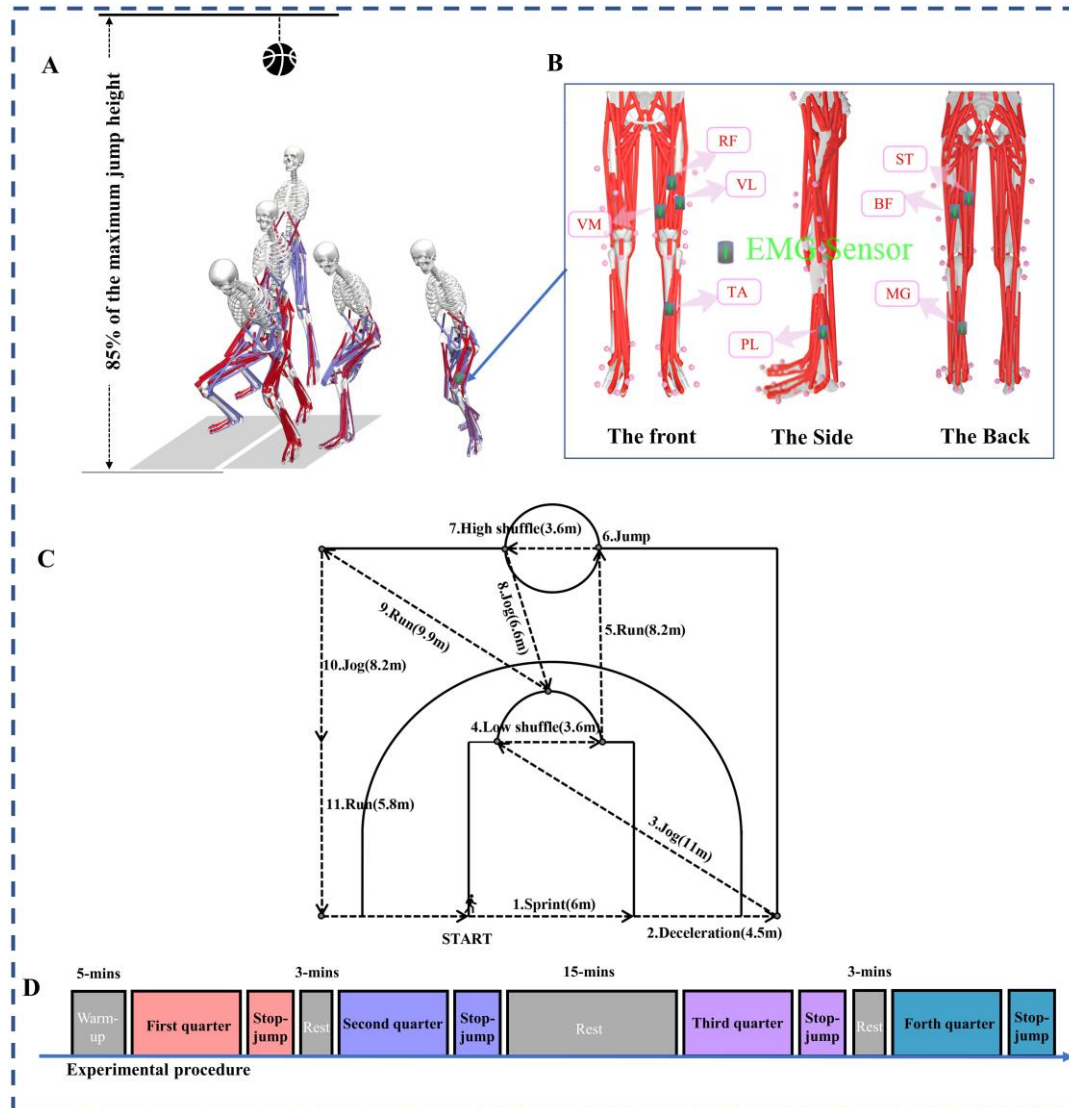 A
85% of the maximum jump height
B
RF
VL
VM
ST
BF
EMG Sensor
TA
MG
PL
The front
The Side
The Back
C
7.High shuffle(3.6m)
6.Jump
8.Jog(6.6m)
9.Run(9.9m)
5.Run(8.2m)
10.Jog(8.2m)
4.Low shuffle(3.6m)
11.Run(5.8m)
3.Jog(11m)
1.Sprint(6m)
START
2.Deceleration(4.5m)
D
5-mins
3-mins
15-mins
3-mins
Warm-
up
First quarter
Stop-
jump
Rest
Second quarter
Stop-
jump
Rest
Third quarter
Stop-
jump
Rest
Forth quarter
Stop-
jump
Experimental procedure